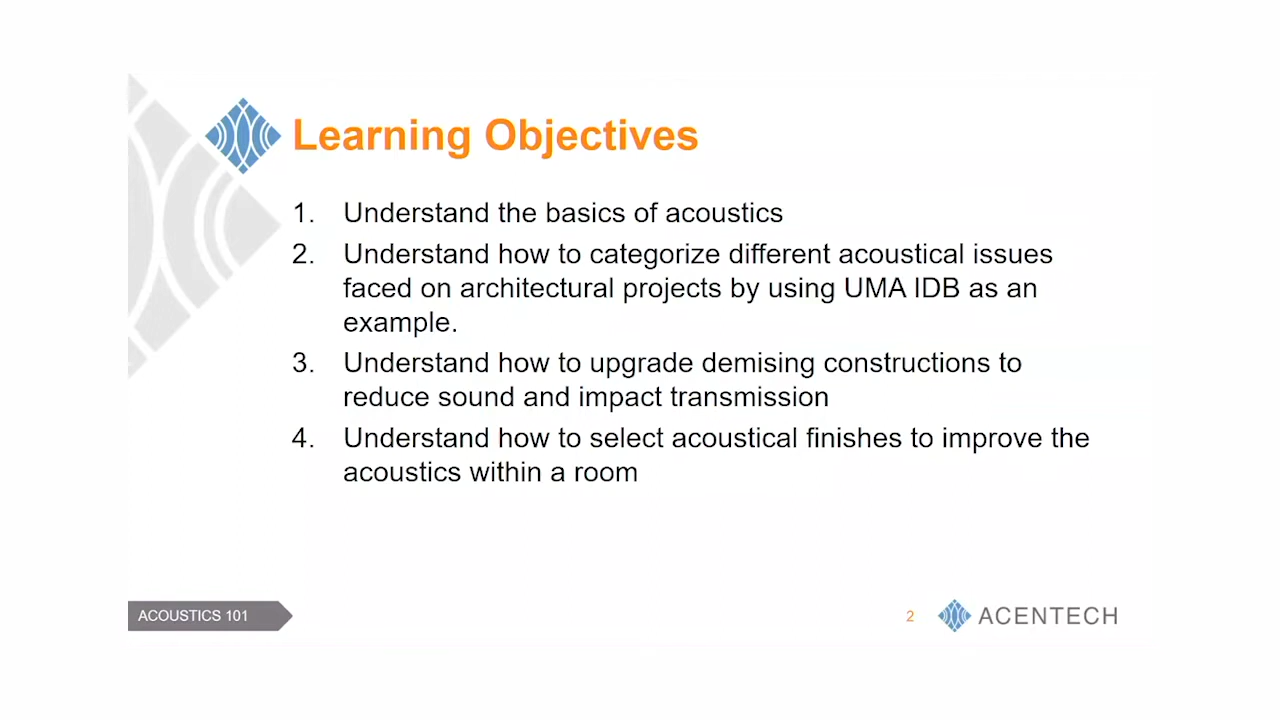 Learning Objectives
1. Understand the basics of acoustics
2. Understand how to categorize different acoustical issues
faced on architectural projects by using UMA IDB as an
example.
3. Understand how to upgrade demising constructions to
reduce sound and impact transmission
4. Understand how to select acoustical finishes to improve the
acoustics within a room
ACOUSTICS 101
2
ACENTECH